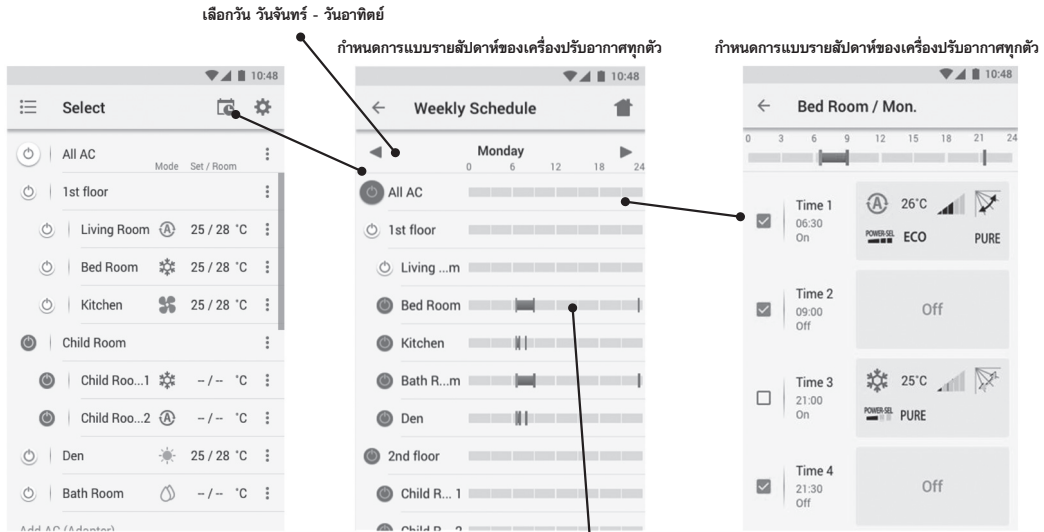 เลือกวัน วันจันทร์ - วันอาทิตย์
กำหนดการแบบรายสัปดาห์ของเครื่องปรับอากาศทุกตัว
กำหนดการแบบรายสัปดาห์ของเครื่องปรับอากาศทุกตัว
10:48
Select
All AC
Mode Set / Room
1st floor
Living Room A 25 / 28 °C
Bed Room 25 / 28 °C
Kitchen 25 / 28 °C
Child Room
Child Roo...1 -- / -- °C
Child Roo...2 A -- / -- °C
Den 25 / 28 °C
Bath Room -- / -- °C
Add AC (Adapter)
10:48
Weekly Schedule
Monday
0 6 12 18 24
All AC
1st floor
Living ...m
Bed Room
Kitchen
Bath R...m
Den
2nd floor
Child R... 1
Child R... 2
10:48
Bed Room / Mon.
0 3 6 9 12 15 18 21 24
Time 1
06:30
On
A 26°C
POWER-SEL ECO PURE
Time 2
09:00
Off
Off
Time 3
21:00
On
25°C
POWER-SEL PURE
Time 4
21:30
Off
Off